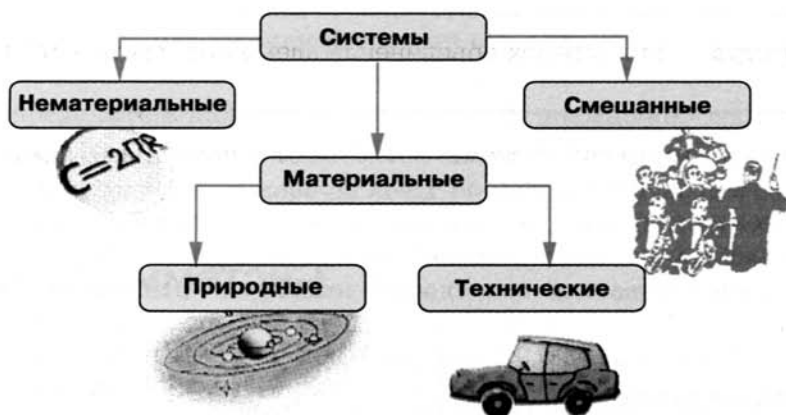 Системы
Нематериальные
Смешанные
C=2ПR
Материальные
Природные
Технические